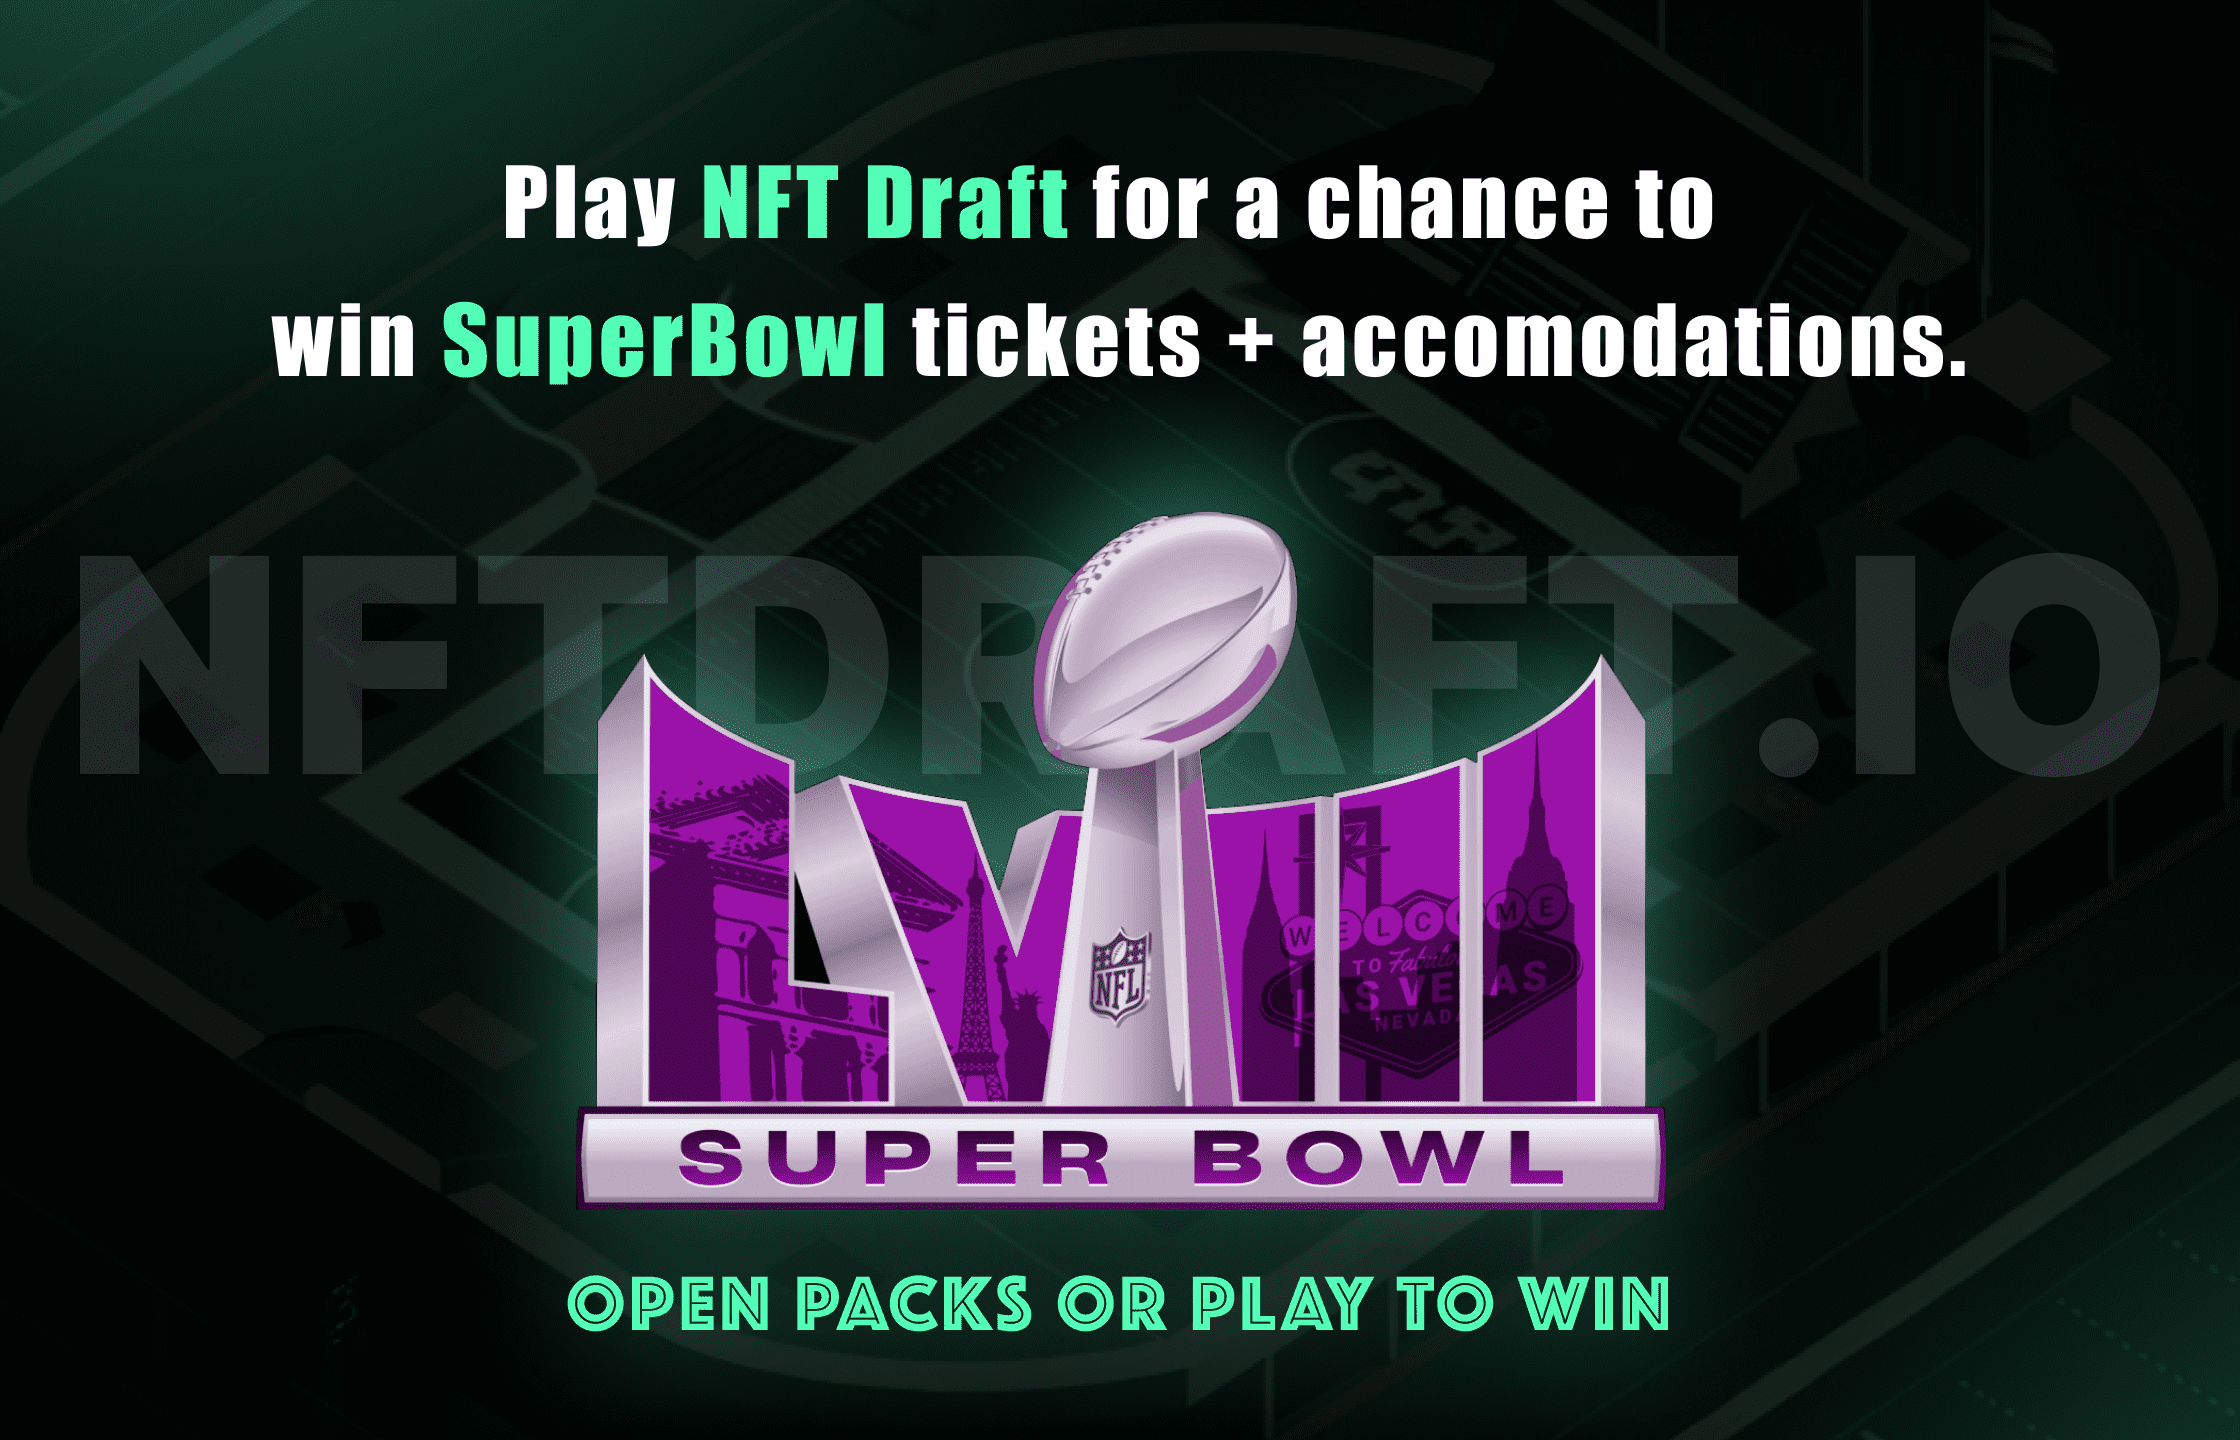 Play NFT Draft for a chance to
win SuperBowl tickets + accomodations.
NFTDRAFT.IO
LVIII
NFL
WELCOME
TO Fabulous
LAS VEGAS
NEVADA
SUPER BOWL
OPEN PACKS OR PLAY TO WIN